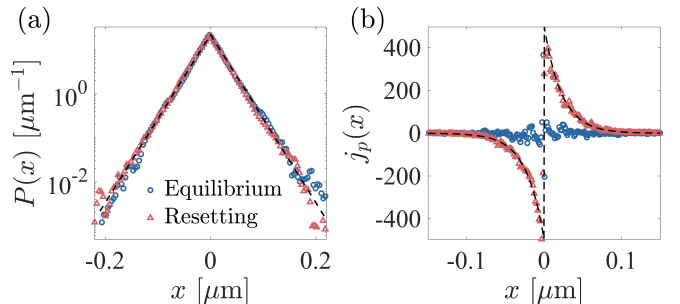 (a)
P(x) [μm⁻¹]
10⁰
10⁻²
Equilibrium
Resetting
-0.2
0
0.2
x [μm]
(b)
j_p(x)
400
200
0
-200
-400
-0.1
0
0.1
x [μm]